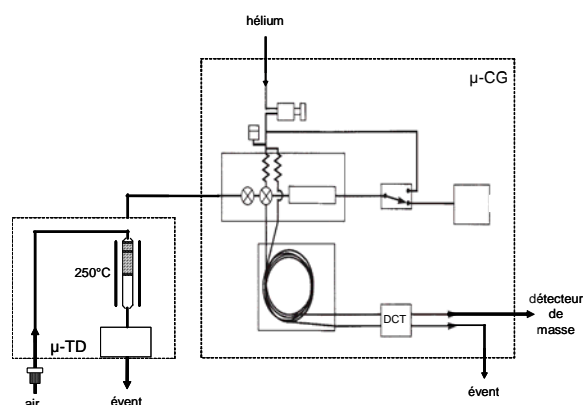 hélium
µ-CG
250°C
µ-TD
DCT
détecteur
de
masse
air
évent
évent